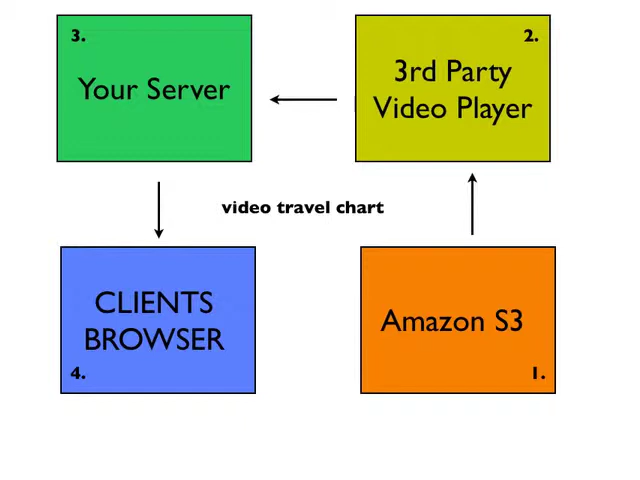 3.
Your Server
2.
3rd Party
Video Player
video travel chart
CLIENTS
BROWSER
4.
Amazon S3
1.